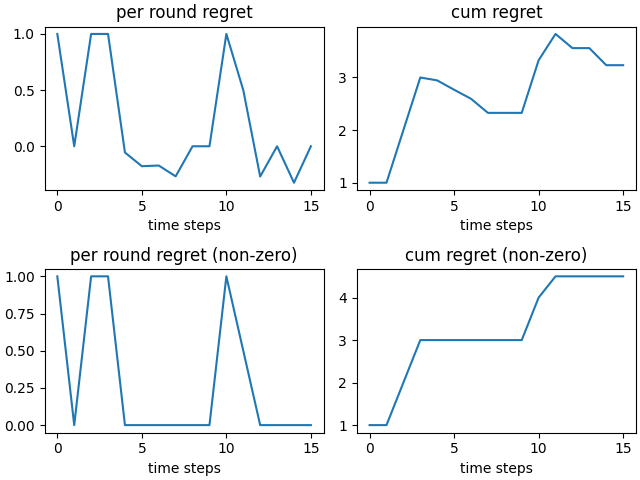 per round regret
1.0
0.5
0.0
0 5 10 15
time steps
cum regret
3
2
1
0 5 10 15
time steps
per round regret (non-zero)
1.00
0.75
0.50
0.25
0.00
0 5 10 15
time steps
cum regret (non-zero)
4
3
2
1
0 5 10 15
time steps